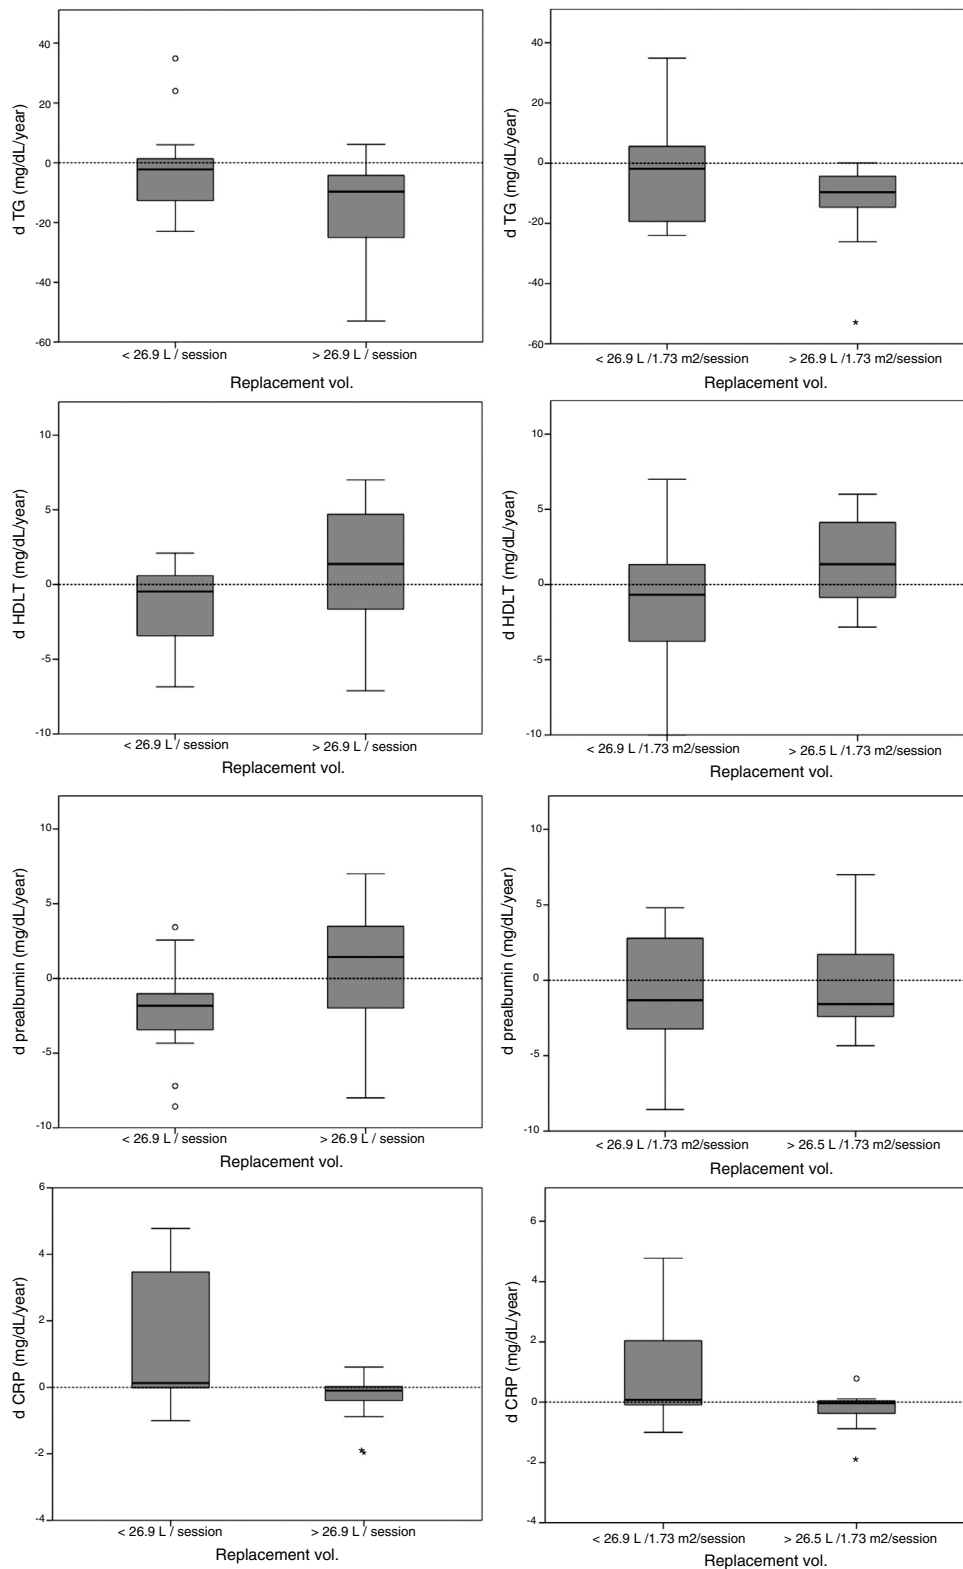 d TG (mg/dL/year)
40
20
0
-20
-40
-60
< 26.9 L / session
> 26.9 L / session
Replacement vol.
d TG (mg/dL/year)
40
20
0
-20
-40
-60
*
< 26.9 L /1.73 m2/session
> 26.9 L /1.73 m2/session
Replacement vol.
d HDLT (mg/dL/year)
10
5
0
-5
-10
< 26.9 L / session
> 26.9 L / session
Replacement vol.
d HDLT (mg/dL/year)
10
5
0
-5
-10
< 26.9 L /1.73 m2/session
> 26.5 L /1.73 m2/session
Replacement vol.
d prealbumin (mg/dL/year)
10
5
0
-5
-10
< 26.9 L / session
> 26.9 L / session
Replacement vol.
d prealbumin (mg/dL/year)
10
5
0
-5
-10
< 26.9 L /1.73 m2/session
> 26.5 L /1.73 m2/session
Replacement vol.
d CRP (mg/dL/year)
6
4
2
0
-2
-4
**
< 26.9 L / session
> 26.9 L / session
Replacement vol.
d CRP (mg/dL/year)
6
4
2
0
-2
-4
*
< 26.9 L /1.73 m2/session
> 26.5 L /1.73 m2/session
Replacement vol.